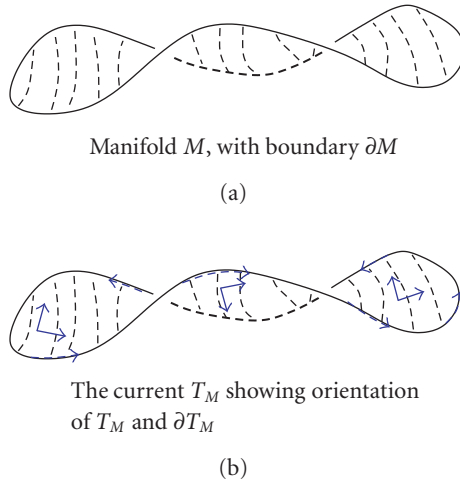 Manifold M, with boundary ∂M
(a)
The current T_M showing orientation
of T_M and ∂T_M
(b)